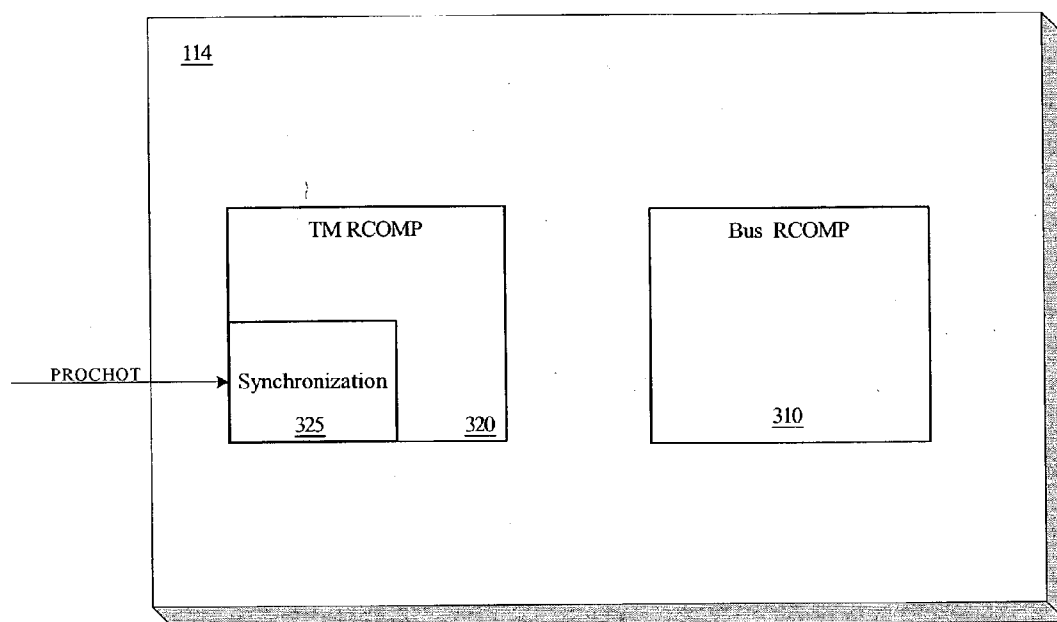 114
TM RCOMP
Bus RCOMP
PROCHOT
Synchronization
325
320
310